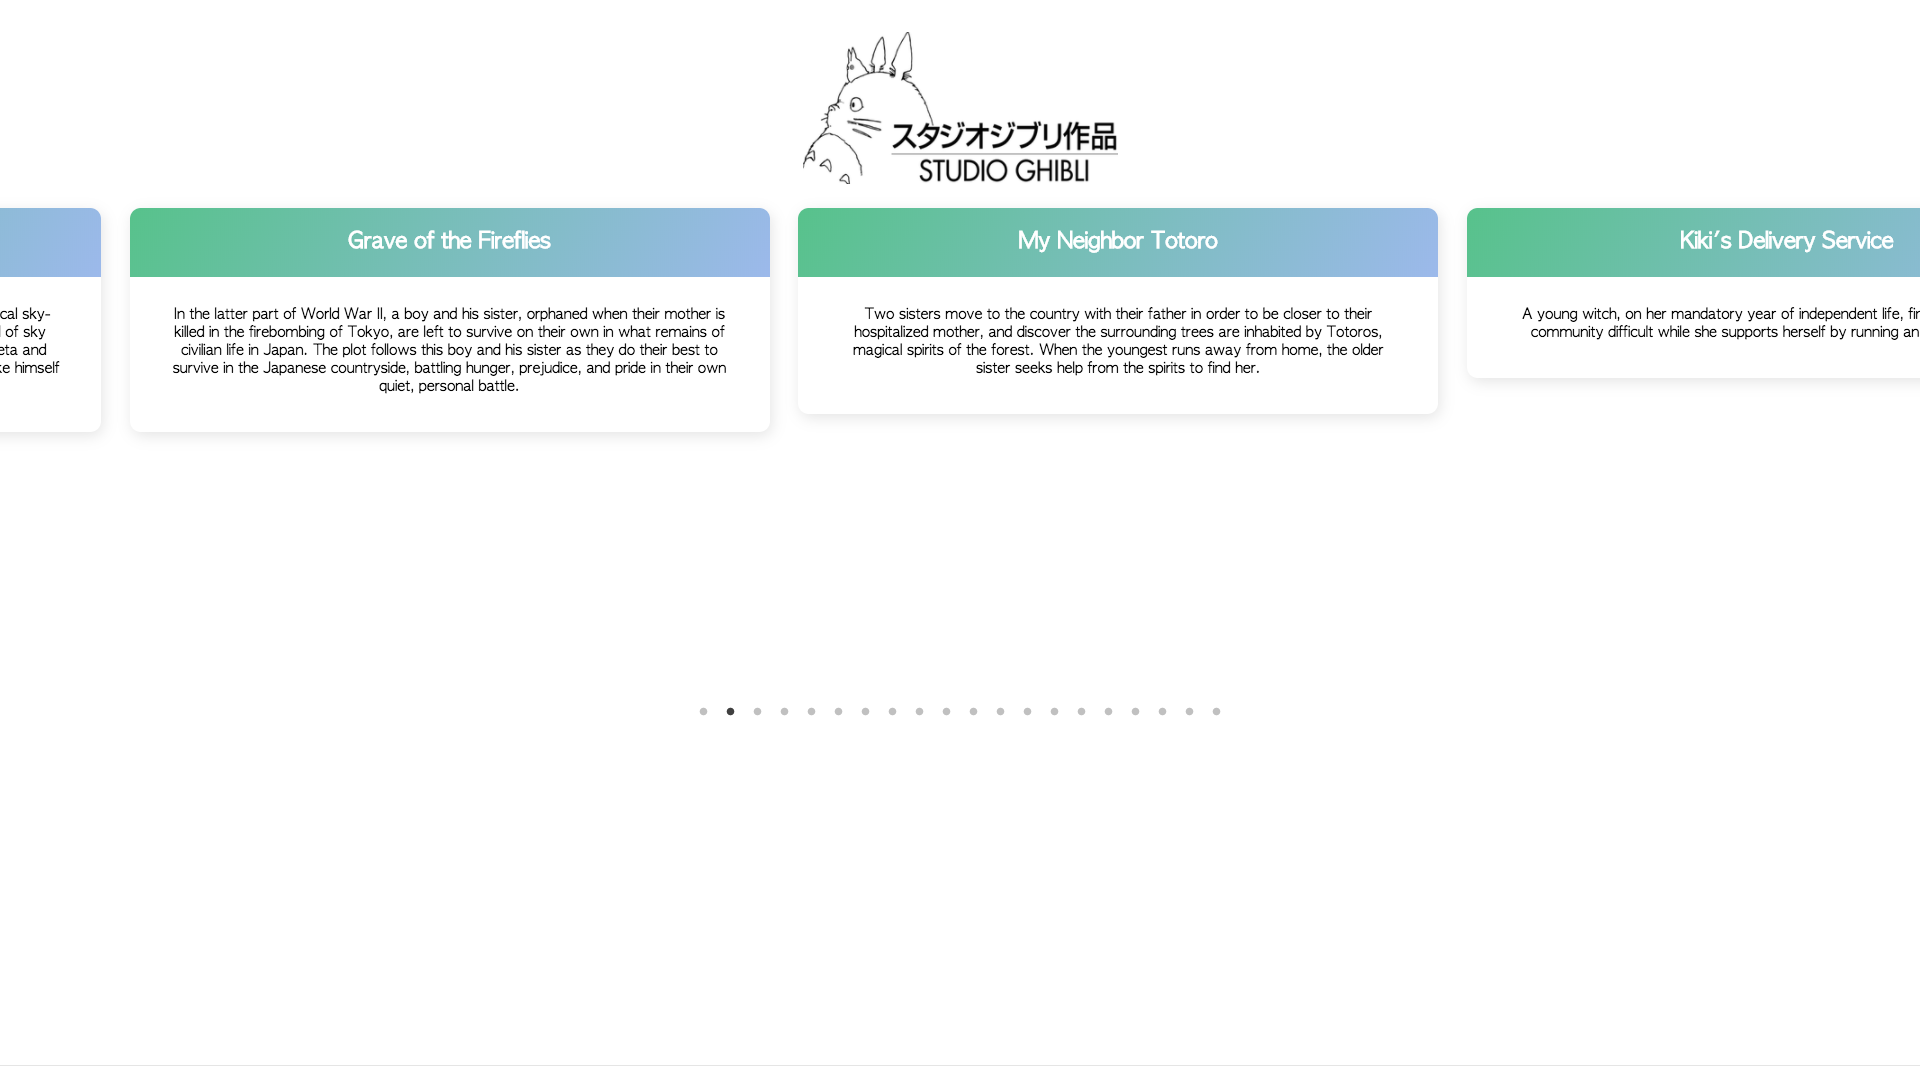 スタジオジブリ作品
STUDIO GHIBLI
cal sky-
of sky
eta and
himself
Grave of the Fireflies
In the latter part of World War II, a boy and his sister, orphaned when their mother is
killed in the firebombing of Tokyo, are left to survive on their own in what remains of
civilian life in Japan. The plot follows this boy and his sister as they do their best to
survive in the Japanese countryside, battling hunger, prejudice, and pride in their own
quiet, personal battle.
My Neighbor Totoro
Two sisters move to the country with their father in order to be closer to their
hospitalized mother, and discover the surrounding trees are inhabited by Totoros,
magical spirits of the forest. When the youngest runs away from home, the older
sister seeks help from the spirits to find her.
Kiki's Delivery Service
A young witch, on her mandatory year of independent life, fin
community difficult while she supports herself by running an